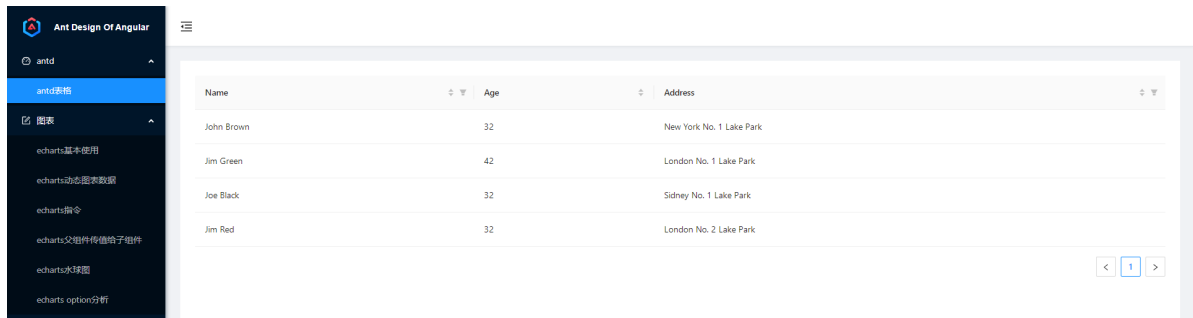 Ant Design Of Angular
antd
antd表格
图表
echarts基本使用
echarts动态图表数据
echarts指令
echarts父组件传值给子组件
echarts水球图
echarts option分析
Name Age Address
John Brown 32 New York No. 1 Lake Park
Jim Green 42 London No. 1 Lake Park
Joe Black 32 Sidney No. 1 Lake Park
Jim Red 32 London No. 2 Lake Park
< 1 >